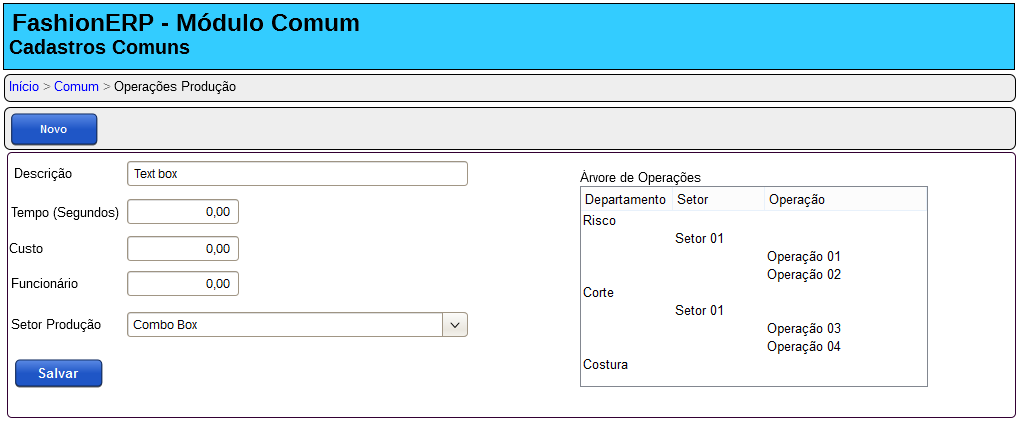 FashionERP - Módulo Comum
Cadastros Comuns
Início > Comum > Operações Produção
Novo
Descrição
Text box
Tempo (Segundos)
0,00
Custo
0,00
Funcionário
0,00
Setor Produção
Combo Box
Salvar
Árvore de Operações
Departamento Setor Operação
Risco
Setor 01
Operação 01
Operação 02
Corte
Setor 01
Operação 03
Operação 04
Costura